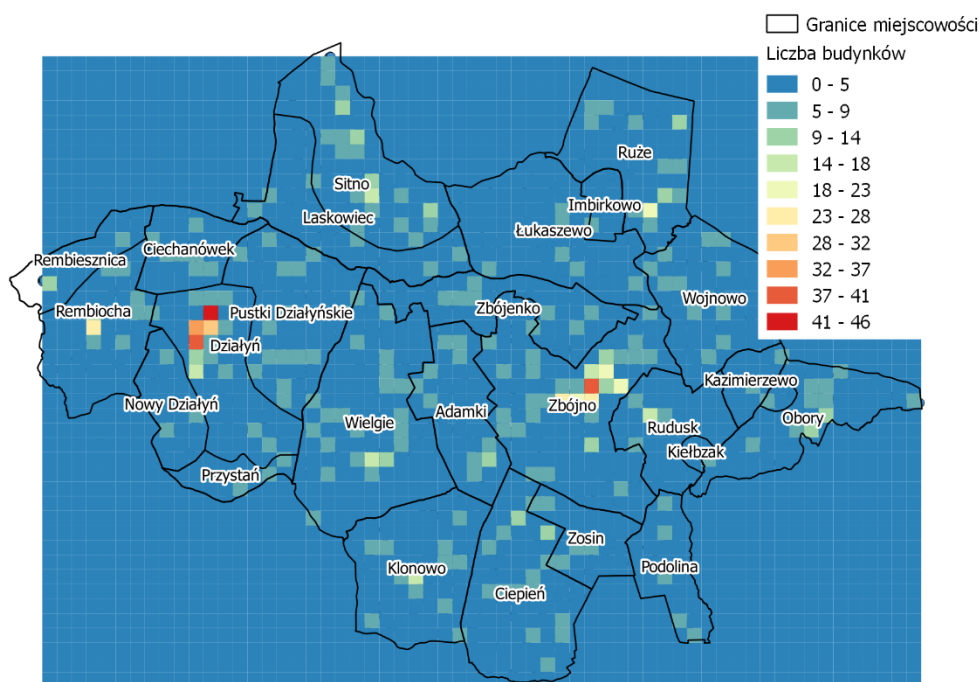 Granice miejscowości
Liczba budynków
0 - 5
5 - 9
9 - 14
14 - 18
18 - 23
23 - 28
28 - 32
32 - 37
37 - 41
41 - 46
Ruże
Sitno
Imbirkowo
Laskowiec
Łukaszewo
Ciechanówek
Rembiesznica
Wojnowo
Zbójenko
Rembiocha
Pustki Działyńskie
Działyń
Kazimierzewo
Nowy Działyń
Zbójno
Adamki
Obory
Wielgie
Rudusk
Kiełbzak
Przystań
Zosin
Klonowo
Podolina
Ciepień